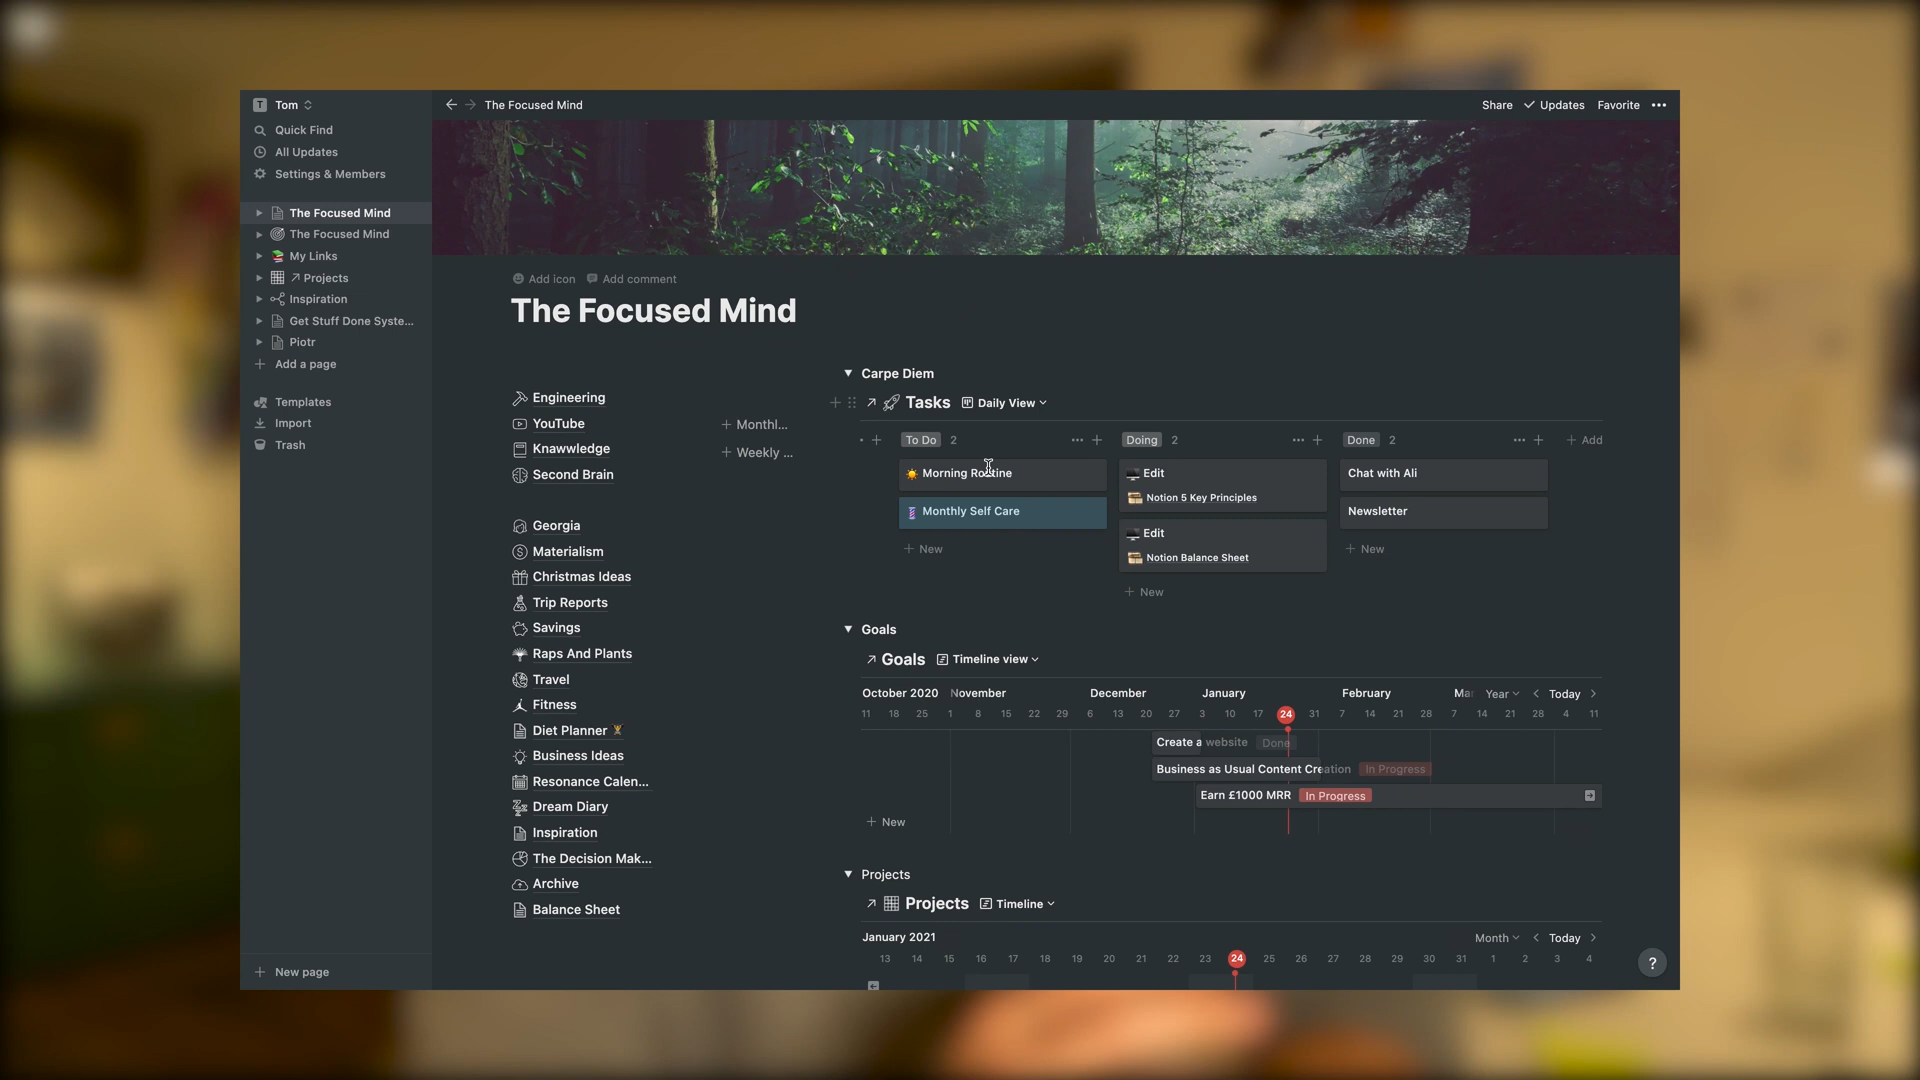 T Tom
Quick Find
All Updates
Settings & Members
The Focused Mind
The Focused Mind
My Links
Projects
Inspiration
Get Stuff Done Syste...
Piotr
Add a page
Templates
Import
Trash
New page
The Focused Mind
Share Updates Favorite
Add icon Add comment
The Focused Mind
Engineering
YouTube
Knawwledge
Second Brain
Monthl...
Weekly ...
Georgia
Materialism
Christmas Ideas
Trip Reports
Savings
Raps And Plants
Travel
Fitness
Diet Planner
Business Ideas
Resonance Calen...
Dream Diary
Inspiration
The Decision Mak...
Archive
Balance Sheet
Carpe Diem
Tasks Daily View
To Do 2
Morning Routine
Monthly Self Care
New
Doing 2
Edit
Notion 5 Key Principles
Edit
Notion Balance Sheet
New
Done 2
Chat with Ali
Newsletter
New
Add
Goals
Goals Timeline view
October 2020 November December January February Mar Year Today
11 18 25 1 8 15 22 29 6 13 20 27 3 10 17 24 31 7 14 21 28 7 14 21 28 4 11
Create a website Done
Business as Usual Content Creation In Progress
Earn £1000 MRR In Progress
New
Projects
Projects Timeline
January 2021 Month Today
13 14 15 16 17 18 19 20 21 22 23 24 25 26 27 28 29 30 31 1 2 3 4
?